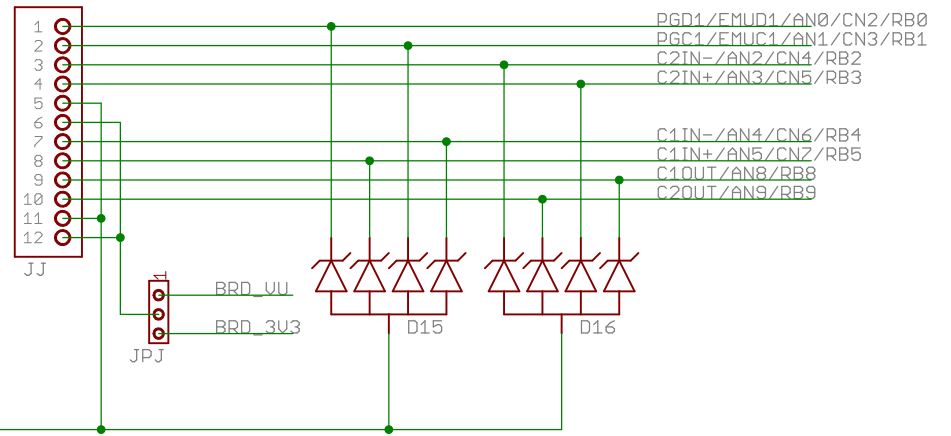 1 PGD1/EMUD1/AN0/CN2/RB0
2 PGC1/EMUC1/AN1/CN3/RB1
3 C2IN-/AN2/CN4/RB2
4 C2IN+/AN3/CN5/RB3
5
6
7 C1IN-/AN4/CN6/RB4
8 C1IN+/AN5/CN7/RB5
9 C1OUT/AN8/RB8
10 C2OUT/AN9/RB9
11
12
JJ
1
BRD_VU
BRD_3V3 D15 D16
JPJ